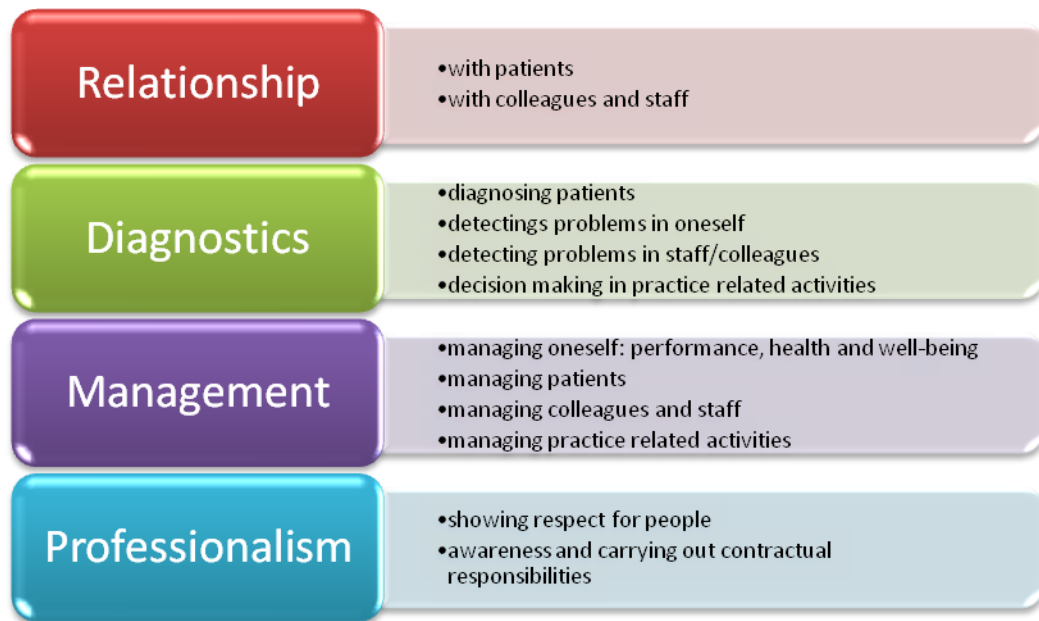 Relationship
•with patients
•with colleagues and staff
Diagnostics
•diagnosing patients
•detectings problems in oneself
•detecting problems in staff/colleagues
•decision making in practice related activities
Management
•managing oneself: performance, health and well-being
•managing patients
•managing colleagues and staff
•managing practice related activities
Professionalism
•showing respect for people
•awareness and carrying out contractual
responsibilities